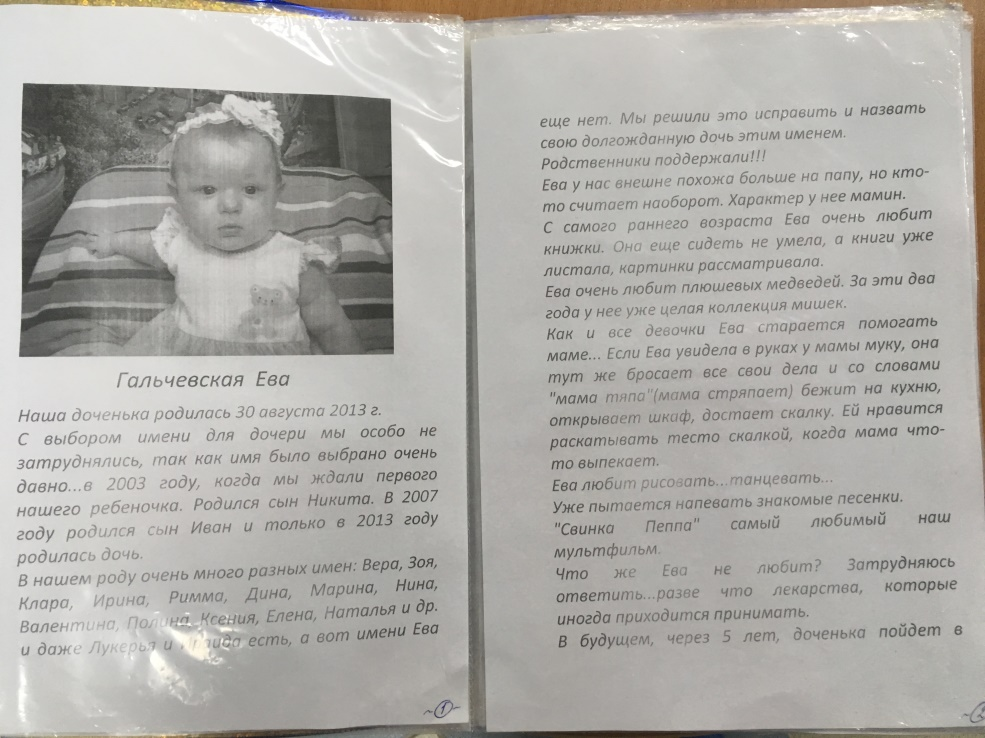 Гальчевская Ева
Наша доченька родилась 30 августа 2013 г.
С выбором имени для дочери мы особо не
затруднялись, так как имя было выбрано очень
давно...в 2003 году, когда мы ждали первого
нашего ребеночка. Родился сын Никита. В 2007
году родился сын Иван и только в 2013 году
родилась дочь.
В нашем роду очень много разных имен: Вера, Зоя,
Клара, Ирина, Римма, Дина, Марина, Нина,
Валентина, Полина, Ксения, Елена, Наталья и др.
и даже Лукерья и есть, а вот имени Ева
~1
еще нет. Мы решили это исправить и назвать
свою долгожданную дочь этим именем.
Родственники поддержали!!!
Ева у нас внешне похожа больше на папу, но кто-
то считает наоборот. Характер у нее мамин.
С самого раннего возраста Ева очень любит
книжки. Она еще сидеть не умела, а книги уже
листала, картинки рассматривала.
Ева очень любит плюшевых медведей. За эти два
года у нее уже целая коллекция мишек.
Как и все девочки Ева старается помогать
маме... Если Ева увидела в руках у мамы муку, она
тут же бросает все свои дела и со словами
"мама тяпа"(мама стряпает) бежит на кухню,
открывает шкаф, достает скалку. Ей нравится
раскатывать тесто скалкой, когда мама что-
то выпекает.
Ева любит рисовать...танцевать...
Уже пытается напевать знакомые песенки.
"Свинка Пеппа" самый любимый наш
мультфильм.
Что же Ева не любит? Затрудняюсь
ответить...разве что лекарства, которые
иногда приходится принимать.
В будущем, через 5 лет, доченька пойдет в